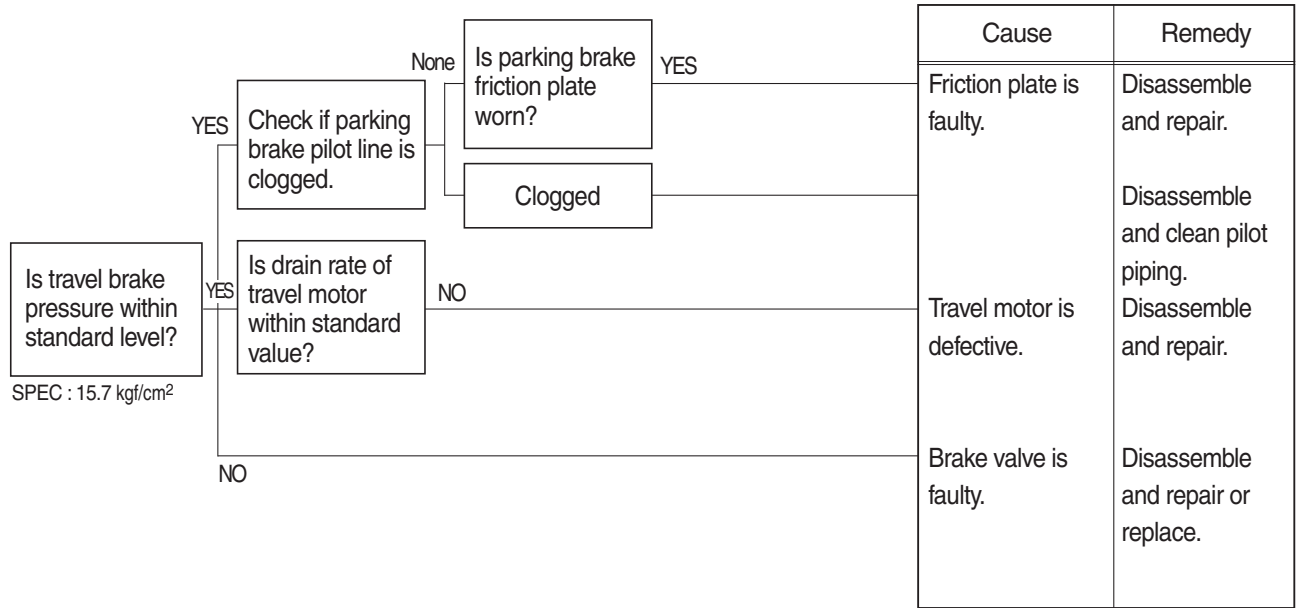 Cause
Remedy
None
Is parking brake
friction plate
worn?
YES
Friction plate is
faulty.
Disassemble
and repair.
YES
Check if parking
brake pilot line is
clogged.
Clogged
Disassemble
and clean pilot
piping.
Is travel brake
pressure within
standard level?
SPEC : 15.7 kgf/cm²
YES
Is drain rate of
travel motor
within standard
value?
NO
Travel motor is
defective.
Disassemble
and repair.
NO
Brake valve is
faulty.
Disassemble
and repair or
replace.